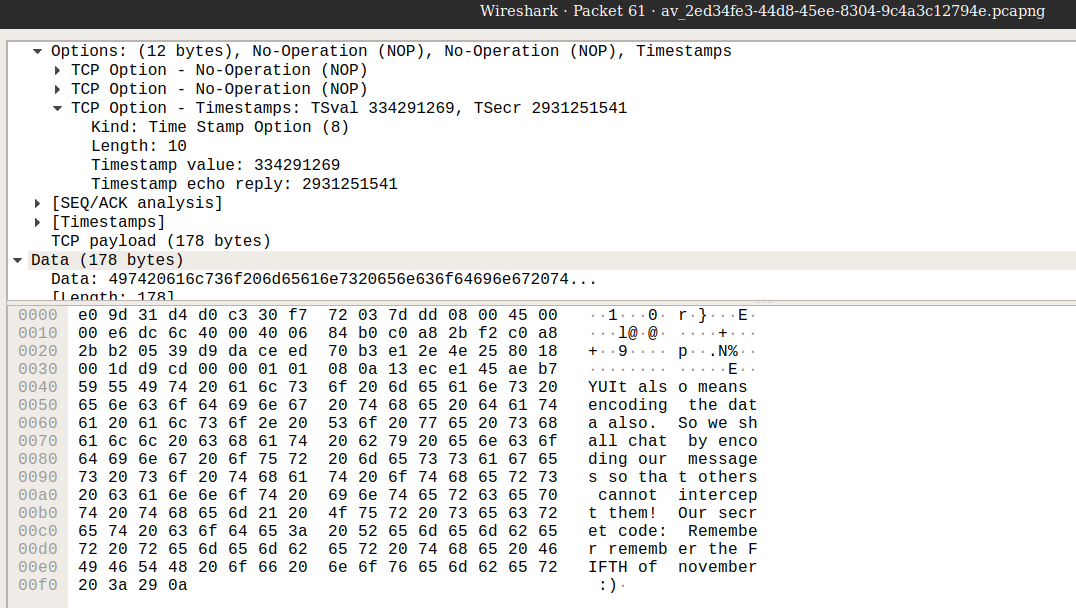 Wireshark · Packet 61 · av_2ed34fe3-44d8-45ee-8304-9c4a3c12794e.pcapng
Options: (12 bytes), No-Operation (NOP), No-Operation (NOP), Timestamps
TCP Option - No-Operation (NOP)
TCP Option - No-Operation (NOP)
TCP Option - Timestamps: TSval 334291269, TSecr 2931251541
Kind: Time Stamp Option (8)
Length: 10
Timestamp value: 334291269
Timestamp echo reply: 2931251541
[SEQ/ACK analysis]
[Timestamps]
TCP payload (178 bytes)
Data (178 bytes)
Data: 497420616c736f206d65616e7320656e636f64696e672074...
[Length: 178]
0000 e0 9d 31 d4 d0 c3 30 f7 72 03 7d dd 08 00 45 00 ··1···0· r·}···E·
0010 00 e6 dc 6c 40 00 40 06 84 b0 c0 a8 2b f2 c0 a8 ···l@·@· ····+···
0020 2b b2 05 39 d9 da ce ed 70 b3 e1 2e 4e 25 80 18 +··9···· p··.N%··
0030 00 1d d9 cd 00 00 01 01 08 0a 13 ec e1 45 ae b7 ········ ·····E··
0040 59 55 49 74 20 61 6c 73 6f 20 6d 65 61 6e 73 20 YUIt als o means
0050 65 6e 63 6f 64 69 6e 67 20 74 68 65 20 64 61 74 encoding the dat
0060 61 20 61 6c 73 6f 2e 20 53 6f 20 77 65 20 73 68 a also. So we sh
0070 61 6c 6c 20 63 68 61 74 20 62 79 20 65 6e 63 6f all chat by enco
0080 64 69 6e 67 20 6f 75 72 20 6d 65 73 73 61 67 65 ding our message
0090 73 20 73 6f 20 74 68 61 74 20 6f 74 68 65 72 73 s so tha t others
00a0 20 63 61 6e 6e 6f 74 20 69 6e 74 65 72 63 65 70 cannot intercep
00b0 74 20 74 68 65 6d 21 20 4f 75 72 20 73 65 63 72 t them! Our secr
00c0 65 74 20 63 6f 64 65 3a 20 52 65 6d 65 6d 62 65 et code: Remembe
00d0 72 20 72 65 6d 65 6d 62 65 72 20 74 68 65 20 46 r rememb er the F
00e0 49 46 54 48 20 6f 66 20 6e 6f 76 65 6d 62 65 72 IFTH of november
00f0 20 3a 29 0a :)·